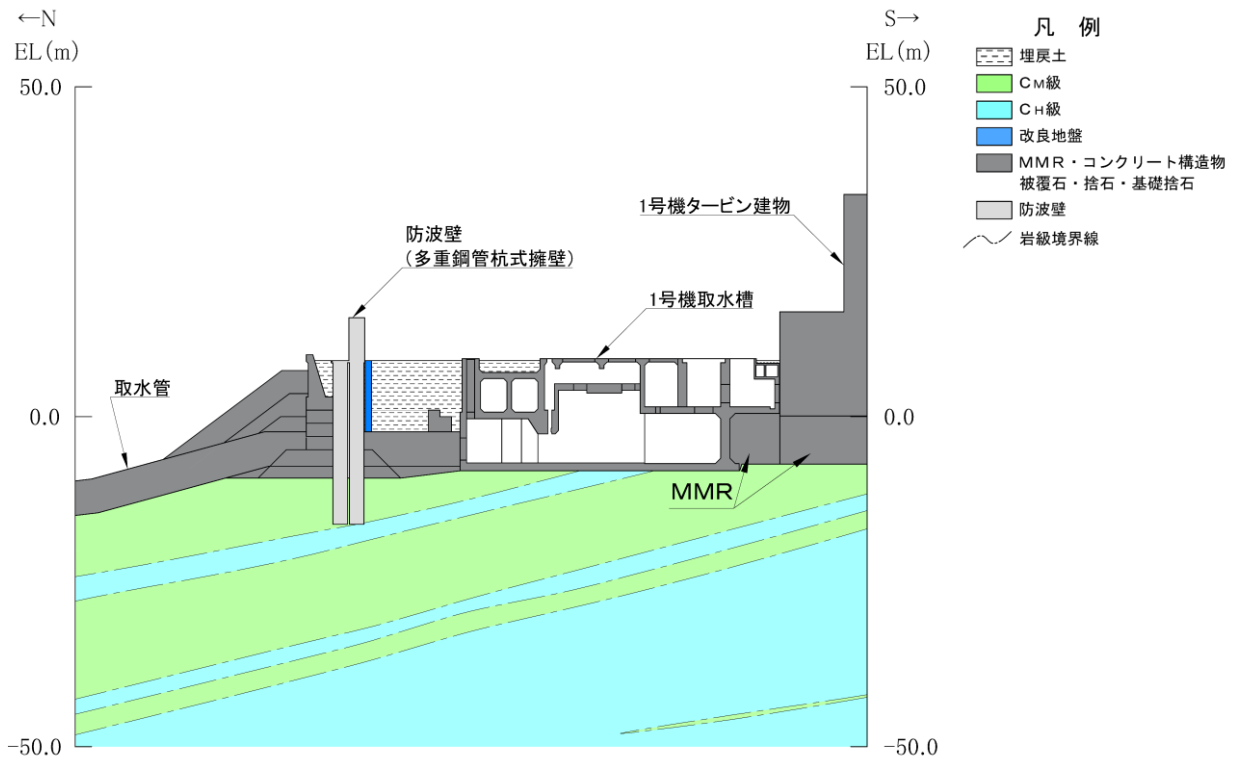 ←N
EL(m)
50.0
0.0
-50.0
S→
EL(m)
50.0
0.0
-50.0
防波壁
(多重鋼管杭式擁壁)
1号機タービン建物
1号機取水槽
取水管
MMR
凡 例
埋戻土
CM級
CH級
改良地盤
MMR・コンクリート構造物
被覆石・捨石・基礎捨石
防波壁
岩級境界線